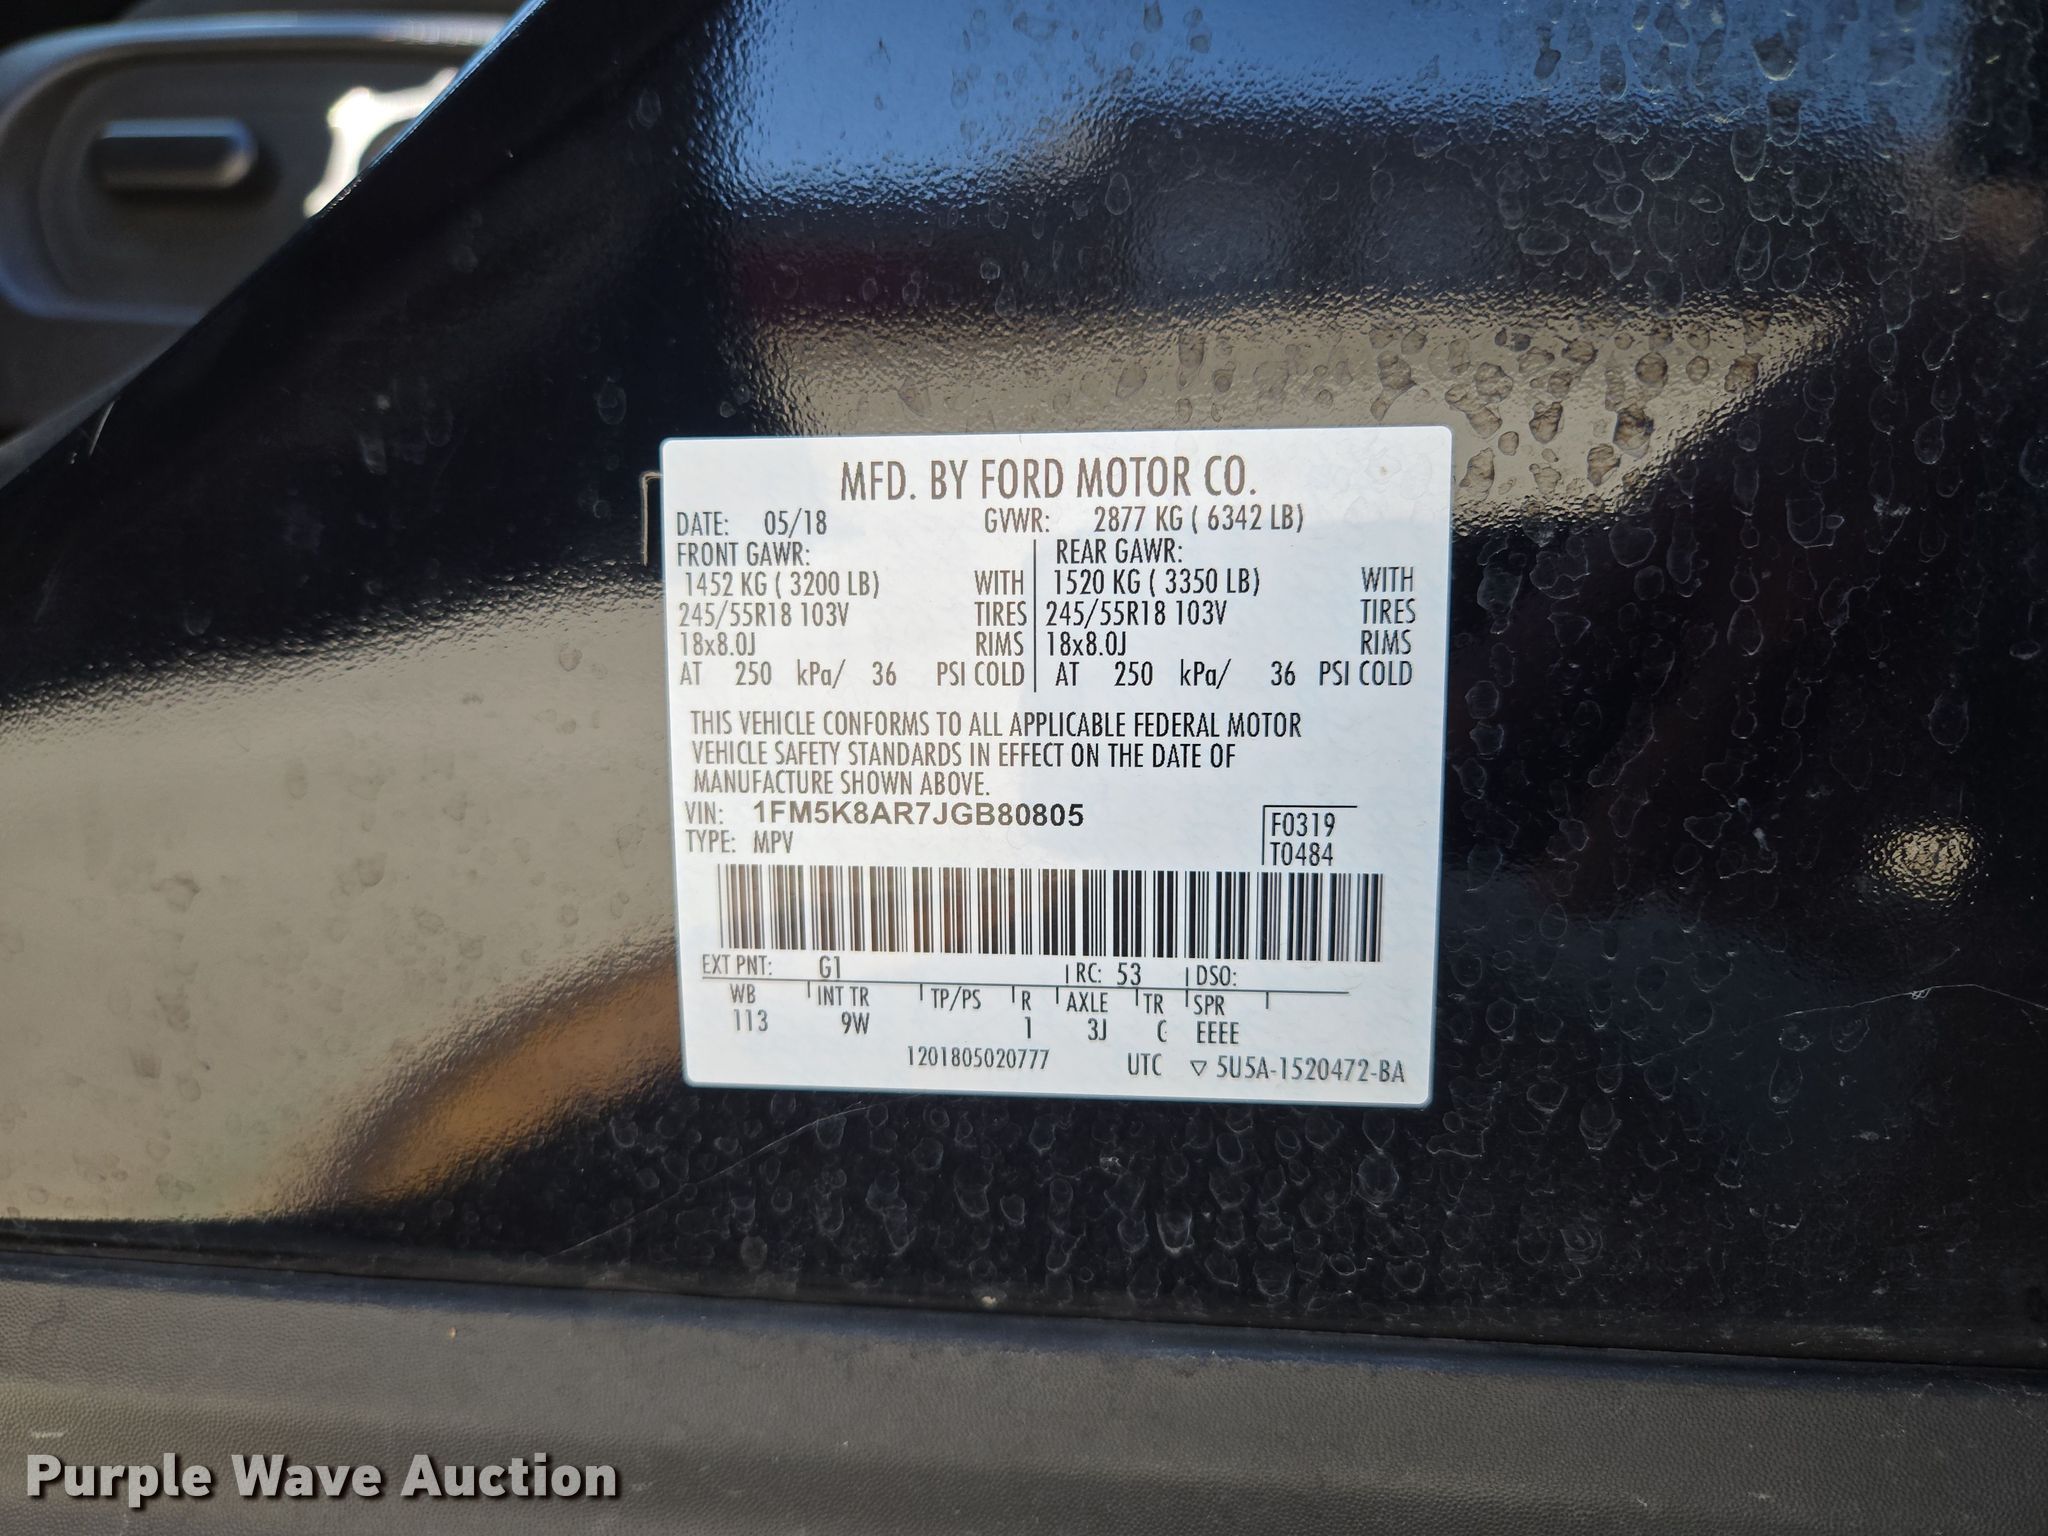 MFD. BY FORD MOTOR CO.
DATE: 05/18 GVWR: 2877 KG ( 6342 LB)
FRONT GAWR: REAR GAWR:
1452 KG ( 3200 LB) WITH 1520 KG ( 3350 LB) WITH
245/55R18 103V TIRES 245/55R18 103V TIRES
18x8.0J RIMS 18x8.0J RIMS
AT 250 kPa/ 36 PSI COLD AT 250 kPa/ 36 PSI COLD
THIS VEHICLE CONFORMS TO ALL APPLICABLE FEDERAL MOTOR
VEHICLE SAFETY STANDARDS IN EFFECT ON THE DATE OF
MANUFACTURE SHOWN ABOVE.
VIN: 1FM5K8AR7JGB80805
TYPE: MPV
F0319
T0484
EXT PNT: G1 RC: 53 DSO:
WB INT TR TP/PS R AXLE TR SPR
113 9W 1 3J C EEEE
1201805020777 UTC ▽ 5U5A-1520472-BA
Purple Wave Auction